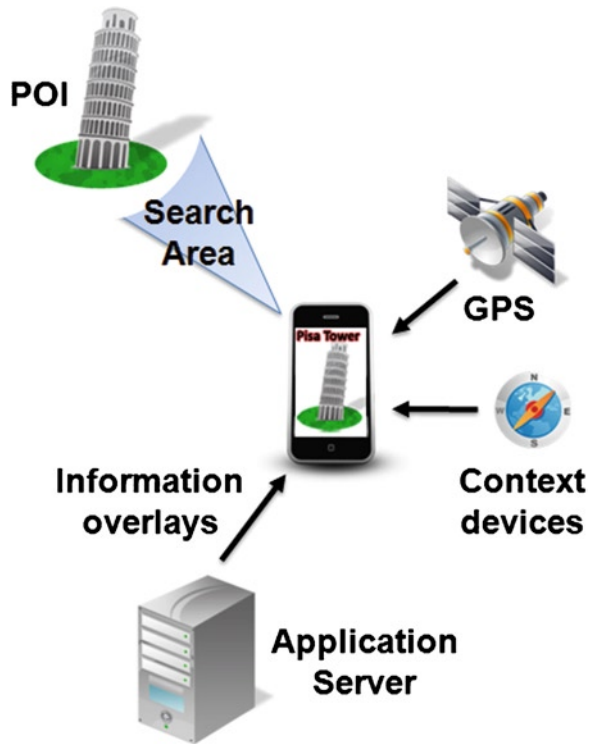 POI
Search
Area
GPS
Pisa Tower
N
W
E
S
Information
overlays
Context
devices
Application
Server